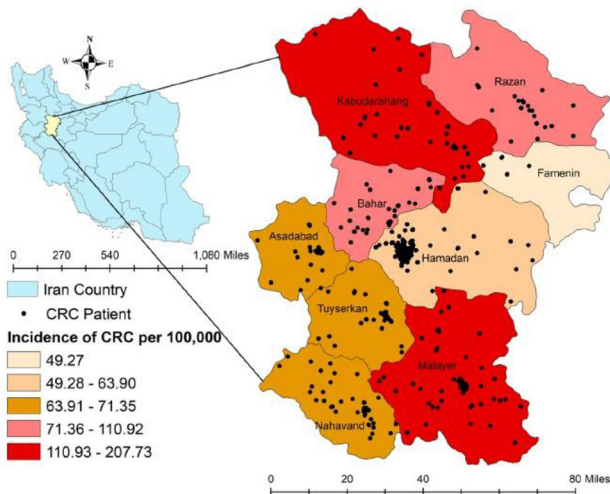 N
W E
S
Razan
Kabudarahang
Famenin
Bahar
Asadabad
Hamadan
0 270 540 1,080 Miles
Iran Country
CRC Patient
Tuyserkan
Incidence of CRC per 100,000
49.27
49.28 - 63.90
63.91 - 71.35
71.36 - 110.92
110.93 - 207.73
Malayer
Nahavand
0 20 40 80 Miles